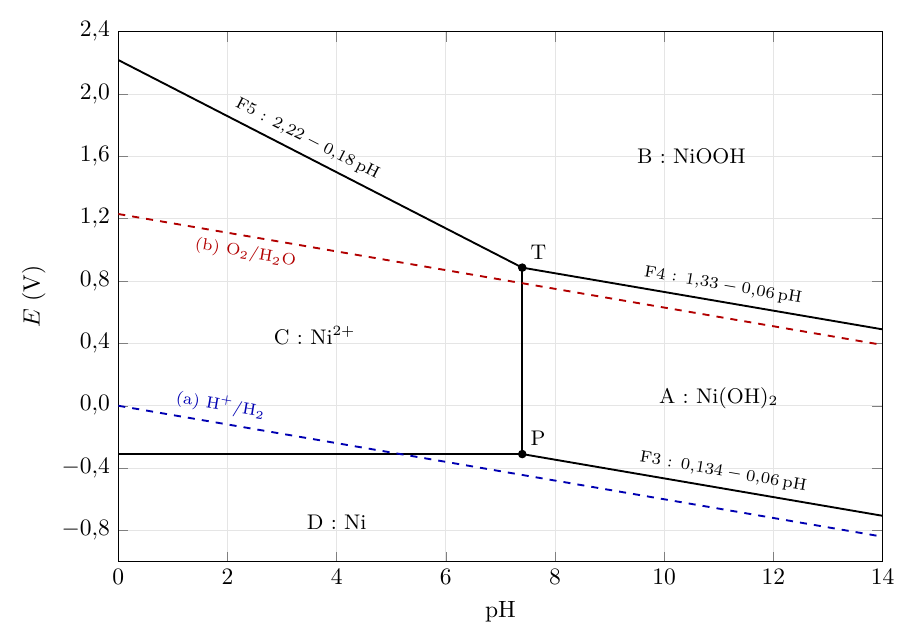 2,4
2,0
1,6
1,2
0,8
0,4
0,0
−0,4
−0,8
E (V)
F5 : 2,22 − 0,18 pH
B : NiOOH
(b) O₂/H₂O
T
F4 : 1,33 − 0,06 pH
C : Ni²⁺
A : Ni(OH)₂
(a) H⁺/H₂
P
F3 : 0,134 − 0,06 pH
D : Ni
0 2 4 6 8 10 12 14
pH